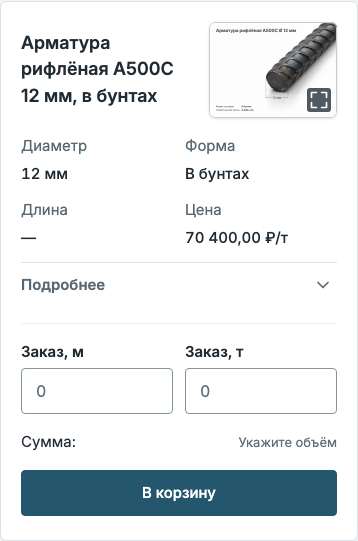 Арматура
рифлёная А500С
12 мм, в бунтах
Арматура рифлёная А500С Ø 12 мм
Диаметр
Форма
12 мм
В бунтах
Длина
Цена
—
70 400,00 ₽/т
Подробнее
Заказ, м
Заказ, т
0
0
Сумма:
Укажите объём
В корзину